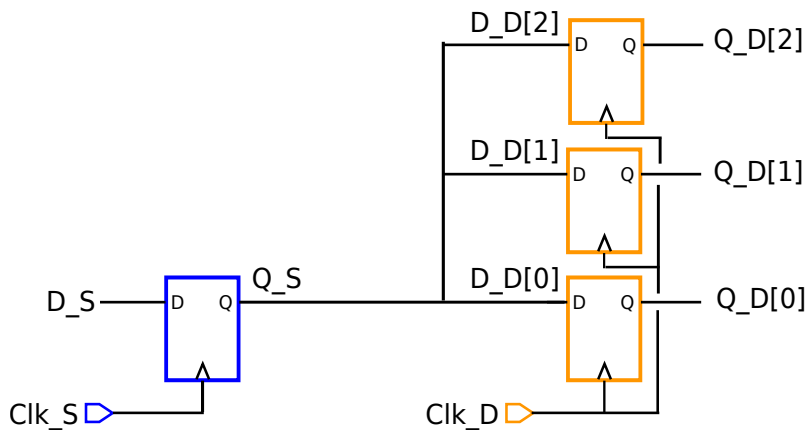 D_D[2]
D Q
Q_D[2]
D_D[1]
D Q
Q_D[1]
D_S
D Q
Q_S
D_D[0]
D Q
Q_D[0]
Clk_S
Clk_D